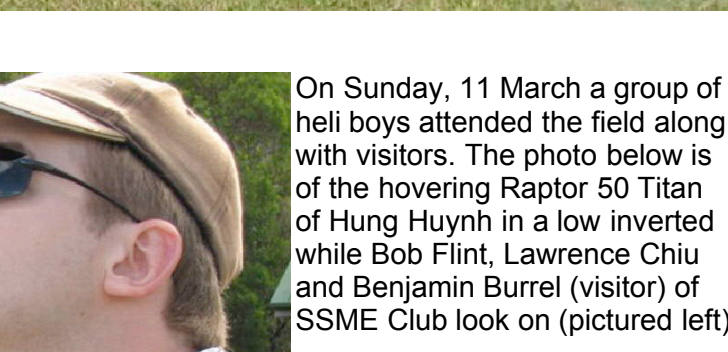 On Sunday, 11 March a group of
heli boys attended the field along
with visitors. The photo below is
of the hovering Raptor 50 Titan
of Hung Huynh in a low inverted
while Bob Flint, Lawrence Chiu
and Benjamin Burrel (visitor) of
SSME Club look on (pictured left)